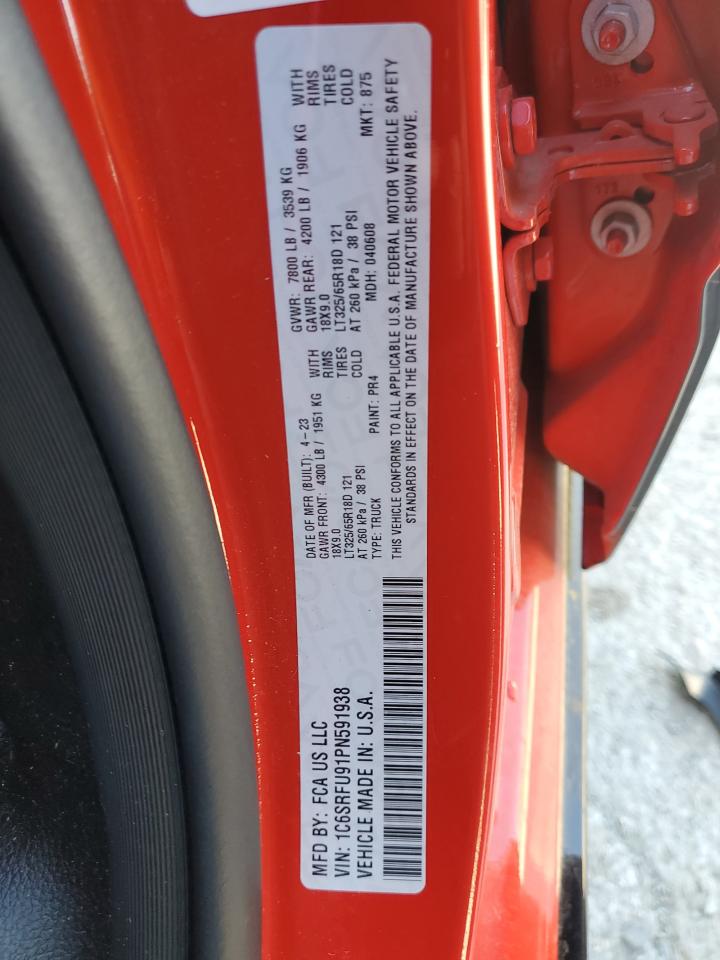 MFD BY: FCA US LLC
VIN: 1C6SRFU91PN591938
VEHICLE MADE IN: U.S.A.
DATE OF MFR (BUILT): 4-23
GAWR FRONT: 4300 LB / 1951 KG WITH
18X9.0 RIMS
LT325/65R18D 121 TIRES
AT 260 kPa / 38 PSI COLD
TYPE: TRUCK PAINT: PR4
GVWR: 7800 LB / 3539 KG
GAWR REAR: 4200 LB / 1906 KG WITH
18X9.0 RIMS
LT325/65R18D 121 TIRES
AT 260 kPa / 38 PSI COLD
MDH: 040608 MKT: 875
THIS VEHICLE CONFORMS TO ALL APPLICABLE U.S.A. FEDERAL MOTOR VEHICLE SAFETY
STANDARDS IN EFFECT ON THE DATE OF MANUFACTURE SHOWN ABOVE.